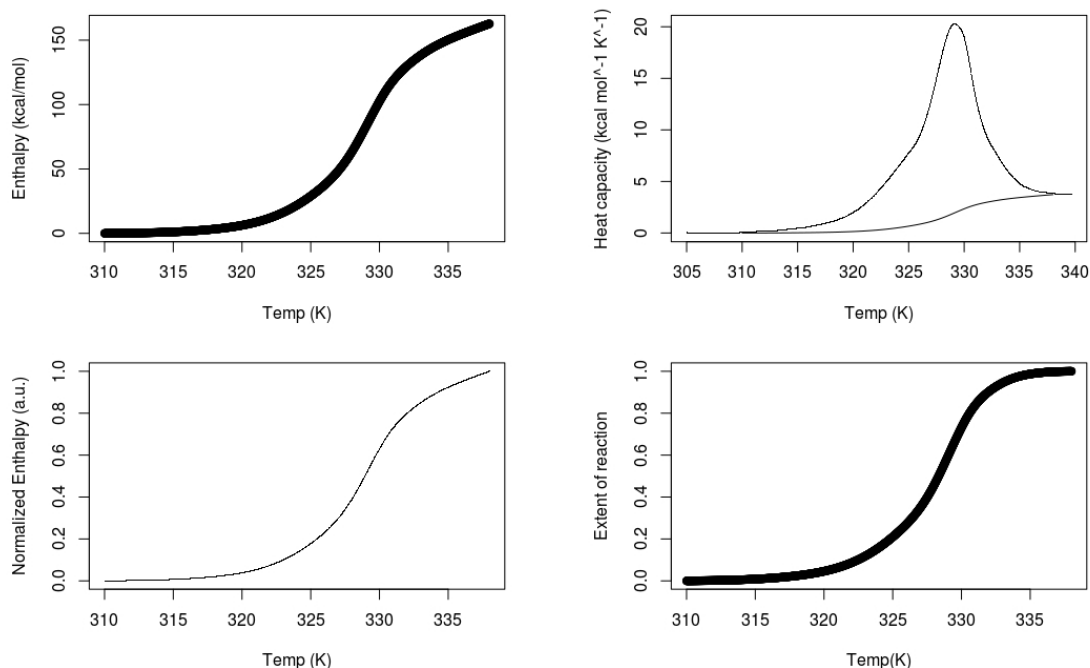 Enthalpy (kcal/mol)
0 50 100 150
310 315 320 325 330 335
Temp (K)
Heat capacity (kcal mol^-1 K^-1)
0 5 10 15 20
305 310 315 320 325 330 335 340
Temp (K)
Normalized Enthalpy (a.u.)
0.0 0.2 0.4 0.6 0.8 1.0
310 315 320 325 330 335
Temp (K)
Extent of reaction
0.0 0.2 0.4 0.6 0.8 1.0
310 315 320 325 330 335
Temp(K)